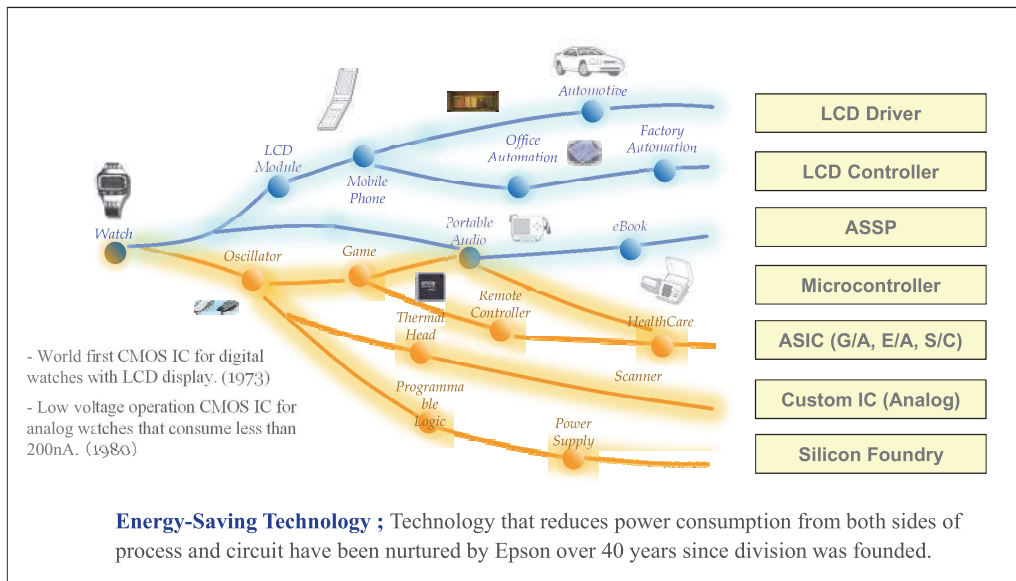 Automotive
LCD
Module
Office
Automation
Factory
Automation
Mobile
Phone
Watch
Portable
Audio
eBook
Oscillator
Game
Remote
Controller
Thermal
Head
HealthCare
Scanner
Programma
ble
Logic
Power
Supply
- World first CMOS IC for digital
watches with LCD display. (1973)
- Low voltage operation CMOS IC for
analog watches that consume less than
200nA. (1980)
LCD Driver
LCD Controller
ASSP
Microcontroller
ASIC (G/A, E/A, S/C)
Custom IC (Analog)
Silicon Foundry
Energy-Saving Technology ; Technology that reduces power consumption from both sides of
process and circuit have been nurtured by Epson over 40 years since division was founded.